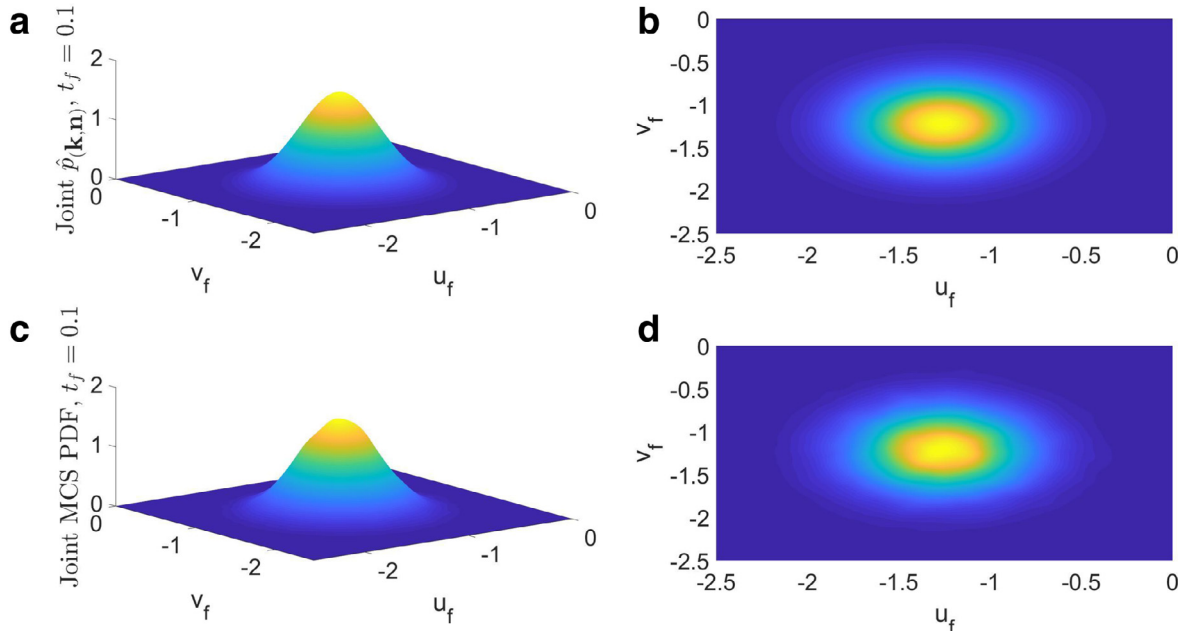 a
Joint p̂(k,n), t_f = 0.1
2
1
0
0
-1
-2
v_f
-2
-1
0
u_f
b
0
-0.5
-1
-1.5
-2
-2.5
v_f
-2.5 -2 -1.5 -1 -0.5 0
u_f
c
Joint MCS PDF, t_f = 0.1
2
1
0
0
-1
-2
v_f
-2
-1
0
u_f
d
0
-0.5
-1
-1.5
-2
-2.5
v_f
-2.5 -2 -1.5 -1 -0.5 0
u_f